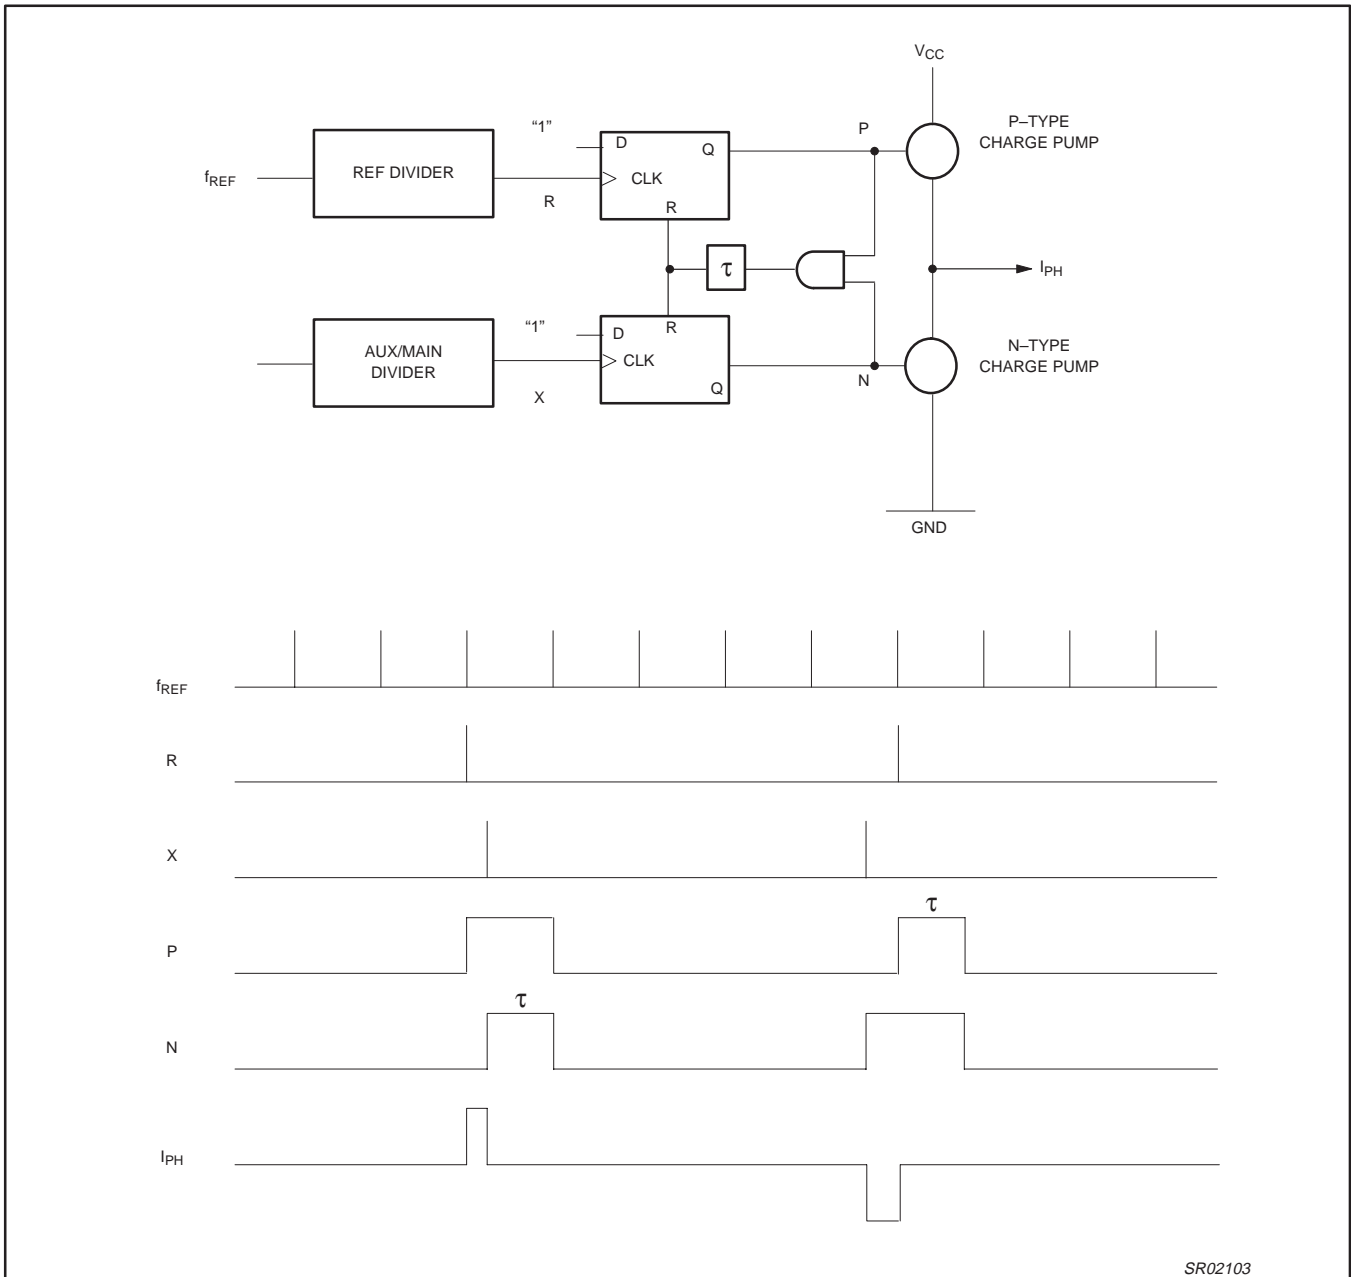 VCC
P–TYPE
CHARGE PUMP
“1”
D
Q
P
fREF
REF DIVIDER
R
CLK
R
τ
IPH
“1”
D
R
AUX/MAIN
DIVIDER
X
CLK
Q
N
N–TYPE
CHARGE PUMP
GND
fREF
R
X
P
τ
N
τ
IPH
SR02103